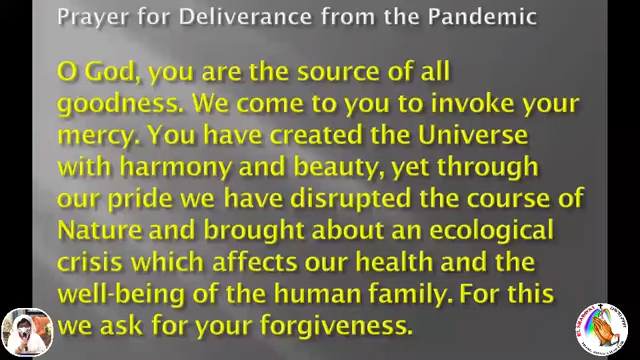 Prayer for Deliverance from the Pandemic
O God, you are the source of all
goodness. We come to you to invoke your
mercy. You have created the Universe
with harmony and beauty, yet through
our pride we have disrupted the course of
Nature and brought about an ecological
crisis which affects our health and the
well-being of the human family. For this
we ask for your forgiveness.